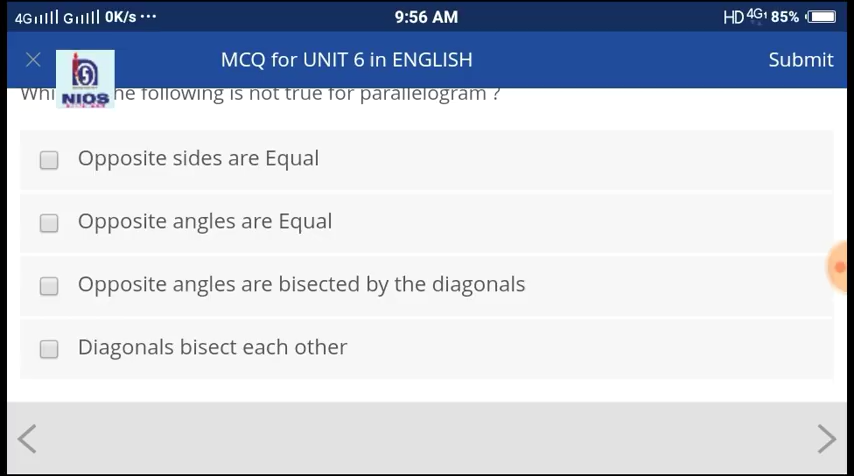 4G G 0K/s ... 9:56 AM HD 4G1 85%
MCQ for UNIT 6 in ENGLISH Submit
NIOS
Whi he following is not true for parallelogram ?
Opposite sides are Equal
Opposite angles are Equal
Opposite angles are bisected by the diagonals
Diagonals bisect each other